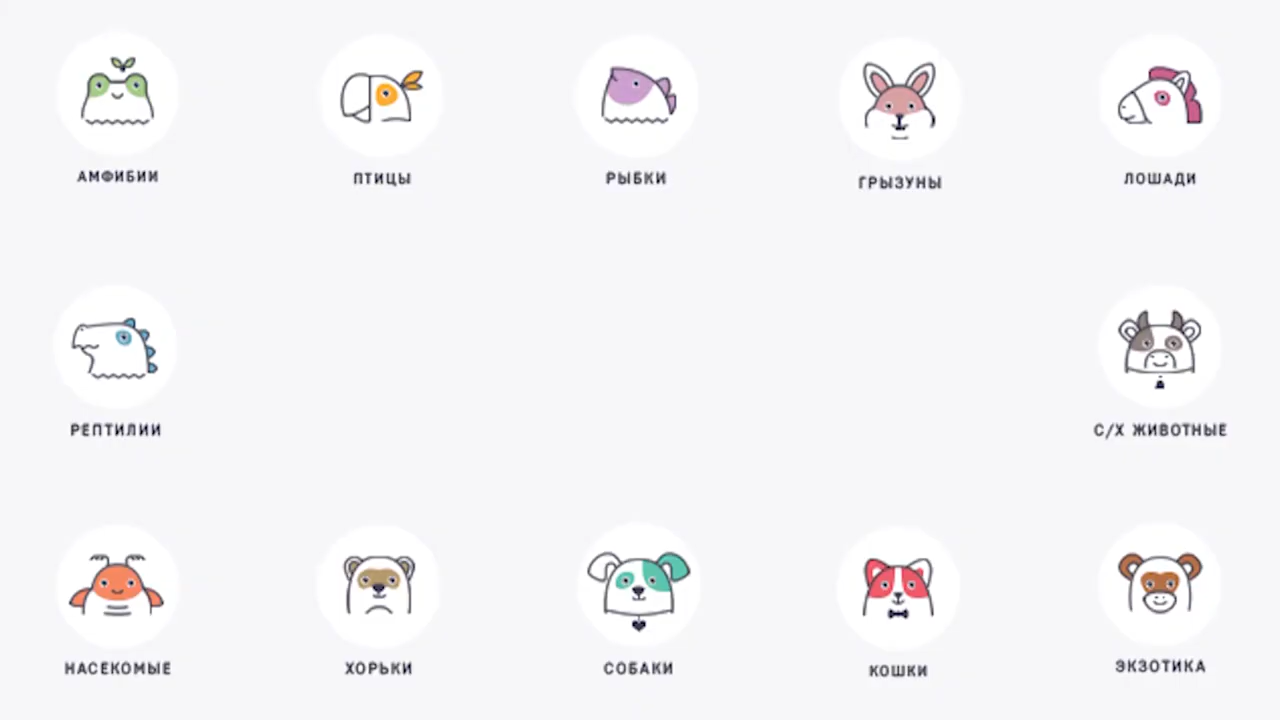 АМФИБИИ
ПТИЦЫ
РЫБКИ
ГРЫЗУНЫ
ЛОШАДИ
РЕПТИЛИИ
С/Х ЖИВОТНЫЕ
НАСЕКОМЫЕ
ХОРЬКИ
СОБАКИ
КОШКИ
ЭКЗОТИКА